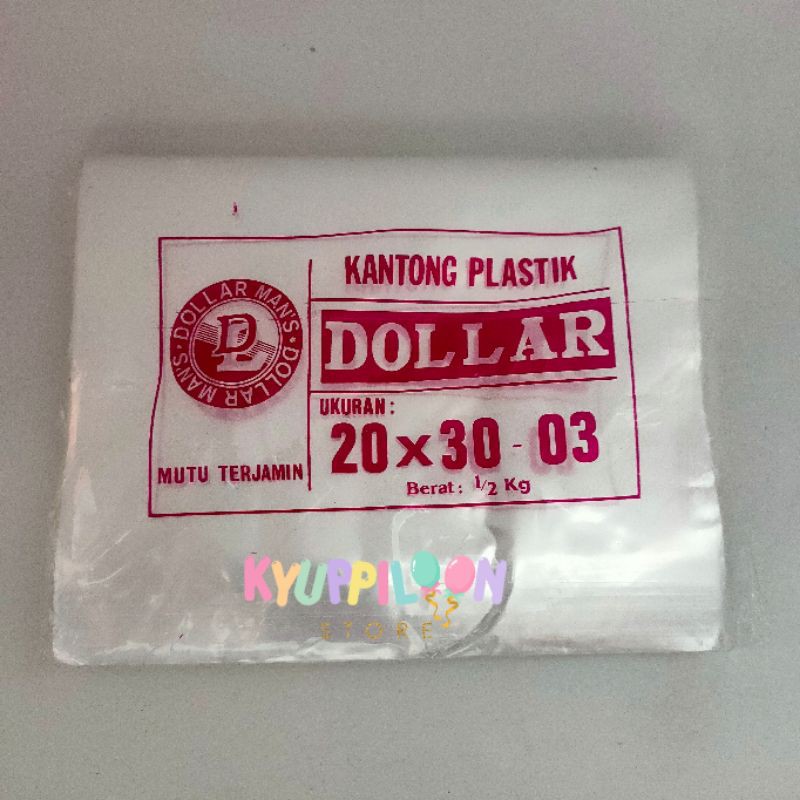 DOLLAR MAN'S · DOLLAR MAN'S ·
DL
MUTU TERJAMIN
KANTONG PLASTIK
DOLLAR
UKURAN :
20 x 30 - 03
Berat : 1/2 Kg
KYUPPILOON
STORE